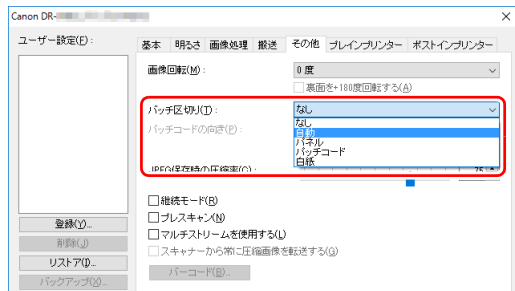 Canon DR-
ユーザー設定(F):
基本 明るさ 画像処理 搬送 その他 プレインプリンター ポストインプリンター
画像回転(M): 0 度
裏面を+180度回転する(A)
バッチ区切り(T): なし
なし
自動
パネル
バッチコード
白紙
バッチコードの向き(P):
JPEG保存時の圧縮率(C): 75
継続モード(R)
プレスキャン(N)
マルチストリームを使用する(L)
スキャナーから常に圧縮画像を転送する(G)
バーコード(B)...
登録(Y)...
削除(J)
リストア(I)...
バックアップ(X)...